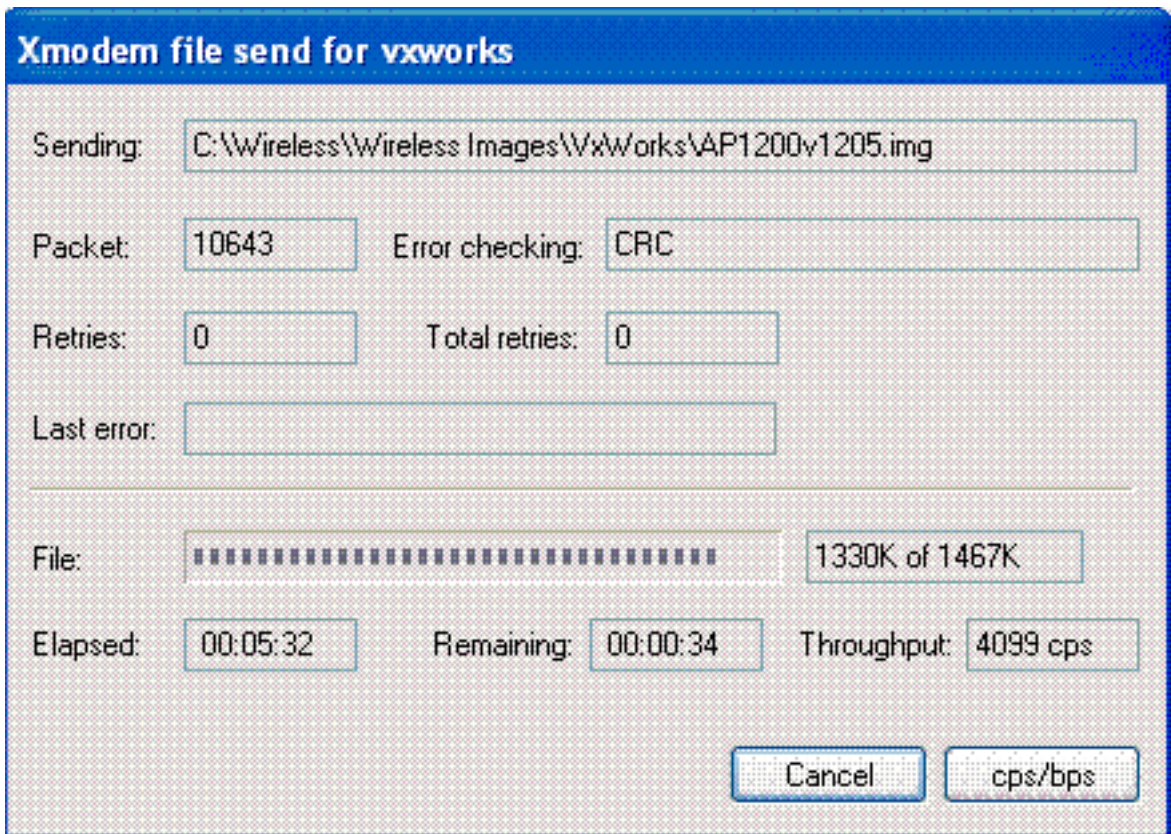 Xmodem file send for vxworks
Sending: C:\Wireless\Wireless Images\VxWorks\AP1200v1205.img
Packet: 10643 Error checking: CRC
Retries: 0 Total retries: 0
Last error:
File: 1330K of 1467K
Elapsed: 00:05:32 Remaining: 00:00:34 Throughput: 4099 cps
Cancel cps/bps